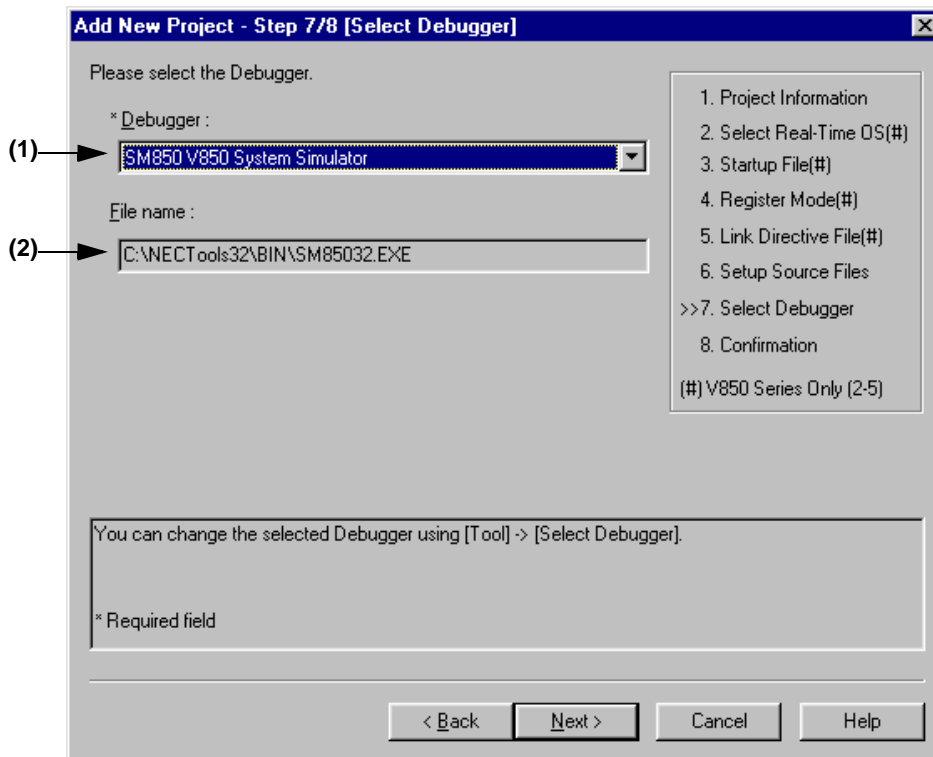 Add New Project - Step 7/8 [Select Debugger]
Please select the Debugger.
* Debugger :
(1)
SM850 V850 System Simulator
File name :
(2)
C:\NECTools32\BIN\SM85032.EXE
1. Project Information
2. Select Real-Time OS(#)
3. Startup File(#)
4. Register Mode(#)
5. Link Directive File(#)
6. Setup Source Files
>>7. Select Debugger
8. Confirmation
(#) V850 Series Only (2-5)
You can change the selected Debugger using [Tool] -> [Select Debugger].
* Required field
< Back
Next >
Cancel
Help